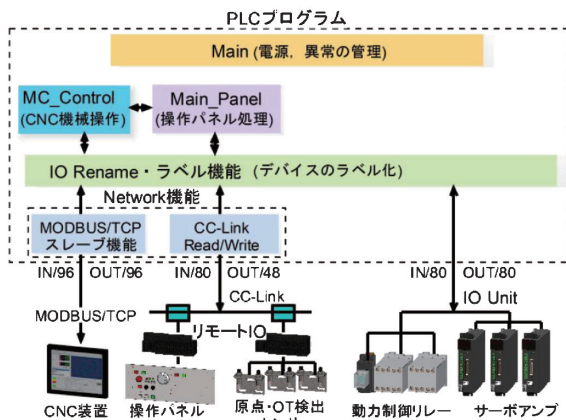 PLCプログラム
Main (電源，異常の管理)
MC_Control
(CNC機械操作)
Main_Panel
(操作パネル処理)
IO Rename・ラベル機能 (デバイスのラベル化)
Network機能
MODBUS/TCP
スレーブ機能
CC-Link
Read/Write
IN/96 OUT/96
IN/80 OUT/48
IN/80 OUT/80
CC-Link
IO Unit
MODBUS/TCP
リモートIO
CNC装置
操作パネル
原点・OT検出
動力制御リレー
サーボアンプ